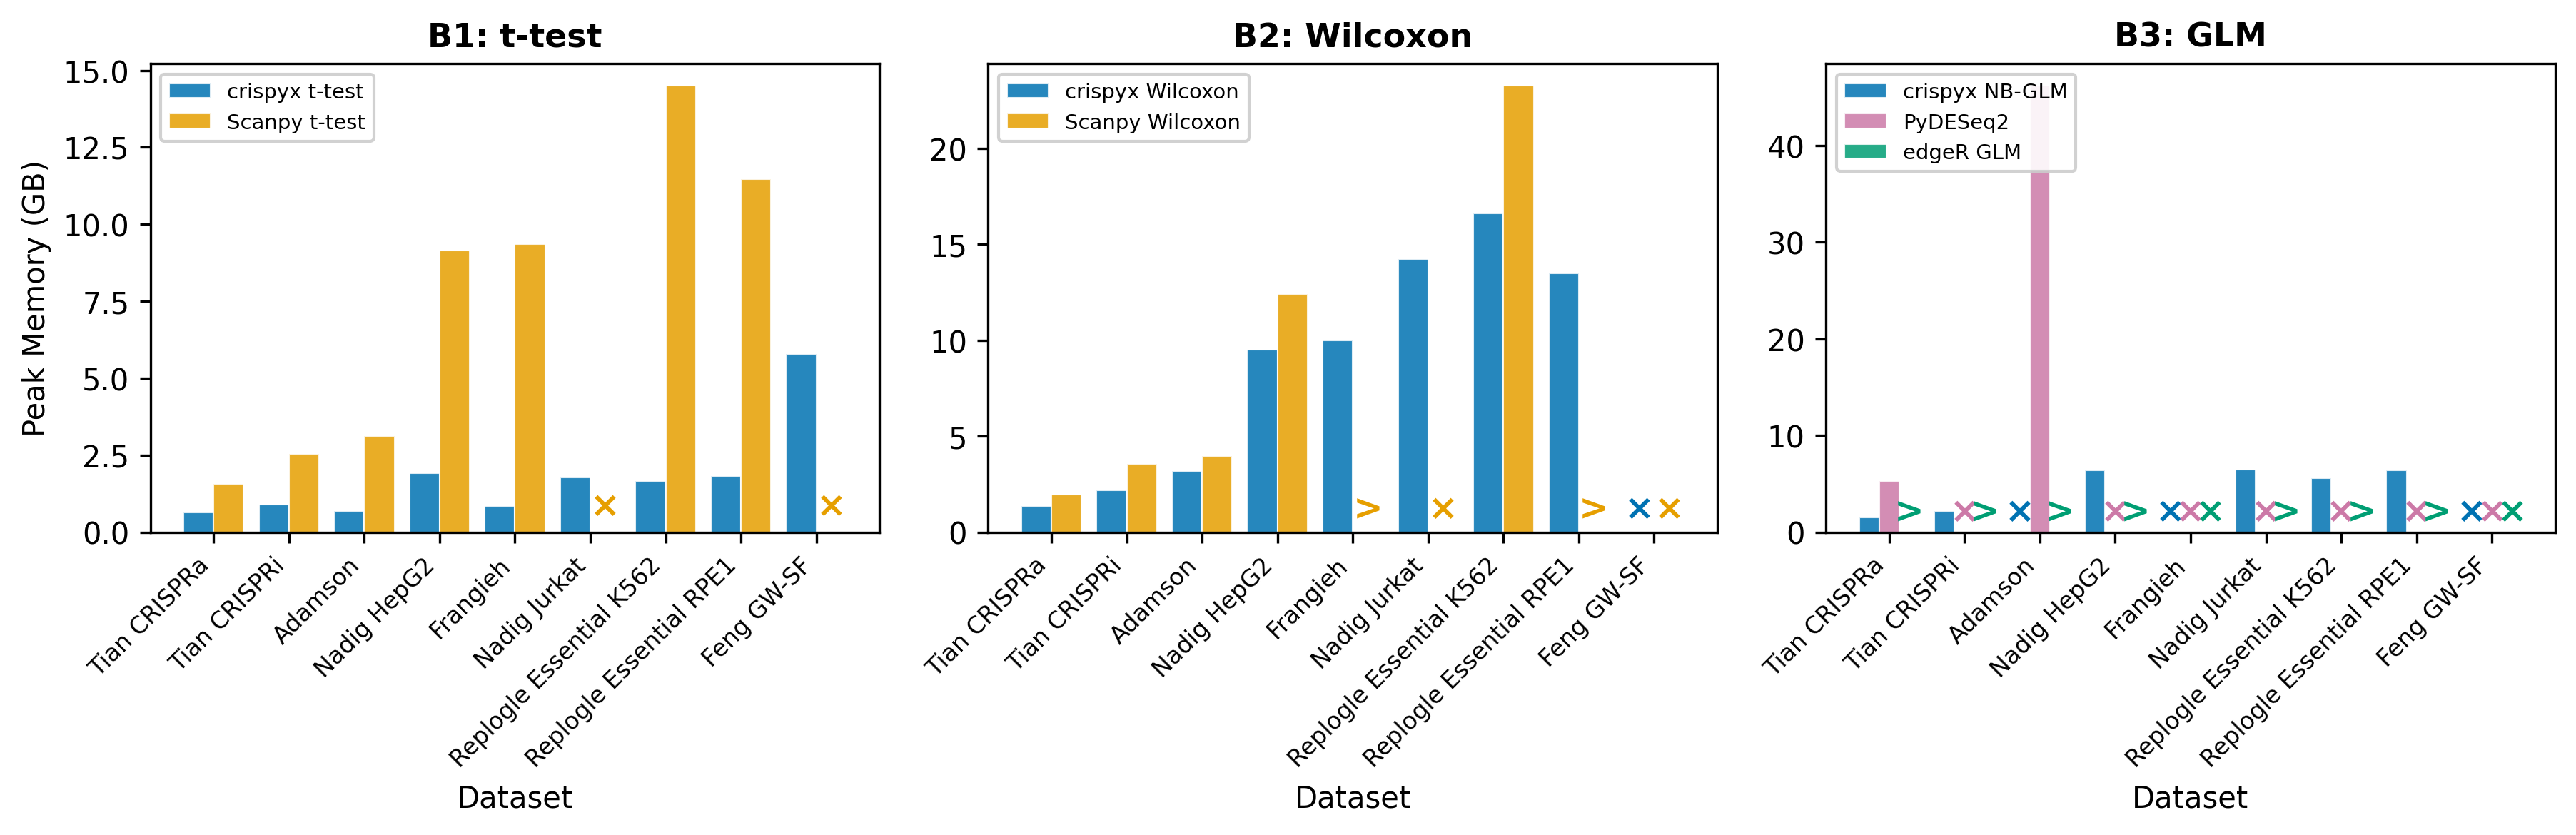 B1: t-test
15.0
12.5
10.0
7.5
5.0
2.5
0.0
Peak Memory (GB)
crispyx t-test
Scanpy t-test
×
×
Tian CRISPRa
Tian CRISPRi
Adamson
Nadig HepG2
Frangieh
Nadig Jurkat
Replogle Essential K562
Replogle Essential RPE1
Feng GW-SF
Dataset
B2: Wilcoxon
20
15
10
5
0
crispyx Wilcoxon
Scanpy Wilcoxon
> × > × ×
Tian CRISPRa
Tian CRISPRi
Adamson
Nadig HepG2
Frangieh
Nadig Jurkat
Replogle Essential K562
Replogle Essential RPE1
Feng GW-SF
Dataset
B3: GLM
40
30
20
10
0
crispyx NB-GLM
PyDESeq2
edgeR GLM
> × > × > × > × × × × > × > × > × × ×
Tian CRISPRa
Tian CRISPRi
Adamson
Nadig HepG2
Frangieh
Nadig Jurkat
Replogle Essential K562
Replogle Essential RPE1
Feng GW-SF
Dataset